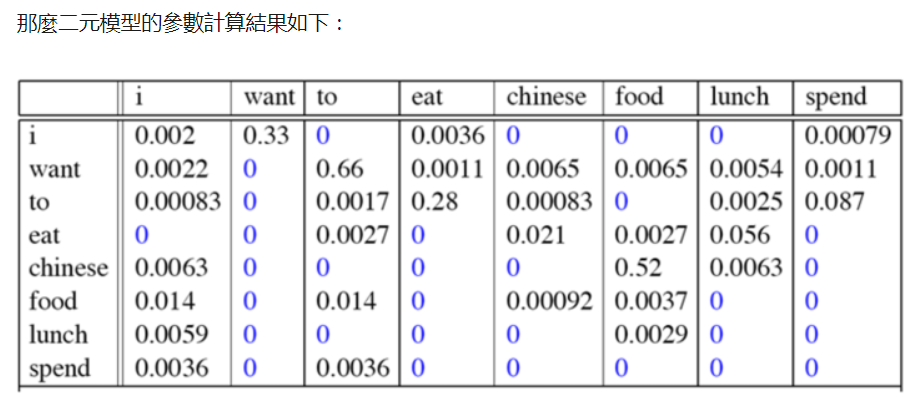 那麼二元模型的參數計算結果如下：
i want to eat chinese food lunch spend
i 0.002 0.33 0 0.0036 0 0 0 0.00079
want 0.0022 0 0.66 0.0011 0.0065 0.0065 0.0054 0.0011
to 0.00083 0 0.0017 0.28 0.00083 0 0.0025 0.087
eat 0 0 0.0027 0 0.021 0.0027 0.056 0
chinese 0.0063 0 0 0 0 0.52 0.0063 0
food 0.014 0 0.014 0 0.00092 0.0037 0 0
lunch 0.0059 0 0 0 0 0.0029 0 0
spend 0.0036 0 0.0036 0 0 0 0 0